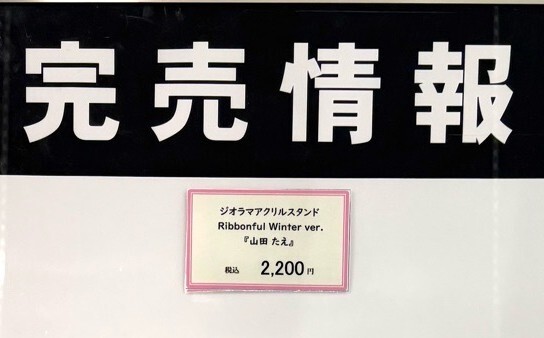 完売情報
ジオラマアクリルスタンド
Ribbonful Winter ver.
『山田 たえ』
税込 2,200円